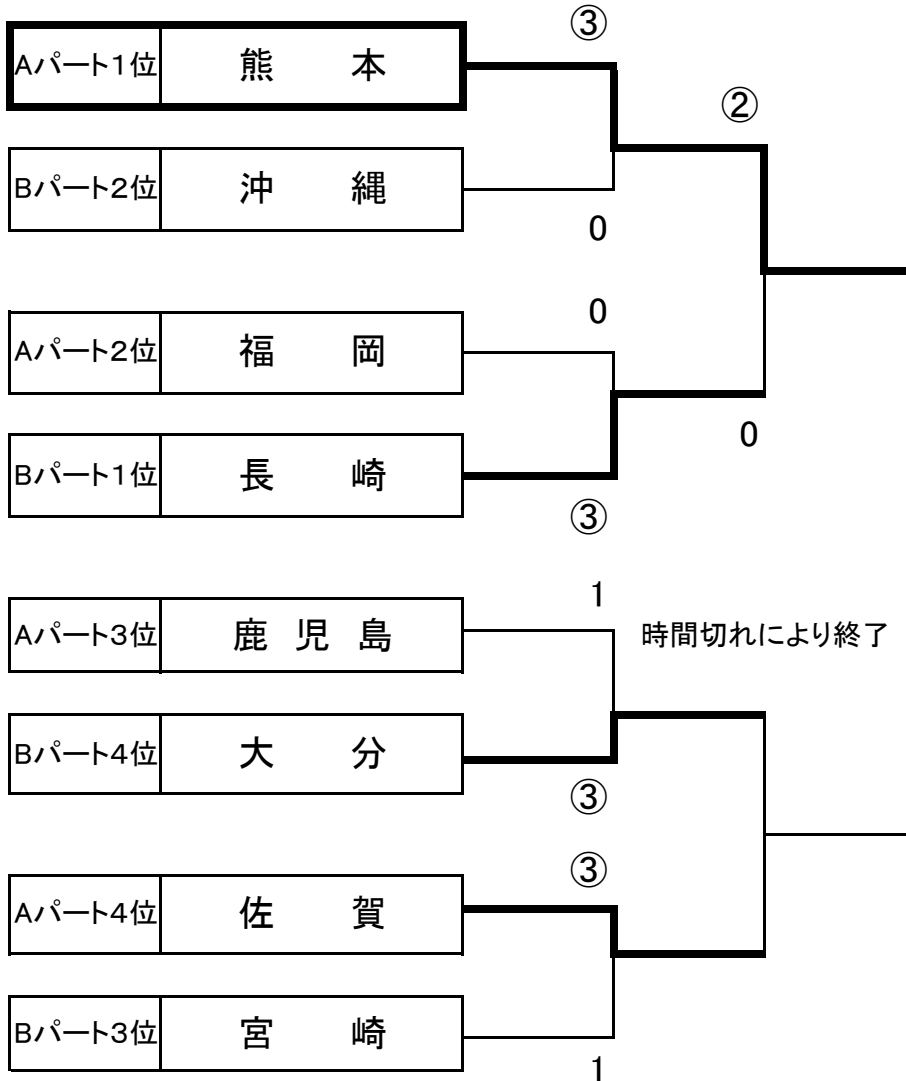 ③
Aパート1位 熊本
②
Bパート2位 沖縄
0
0
Aパート2位 福岡
0
Bパート1位 長崎
③
1
Aパート3位 鹿児島 時間切れにより終了
Bパート4位 大分
③
③
Aパート4位 佐賀
Bパート3位 宮崎
1